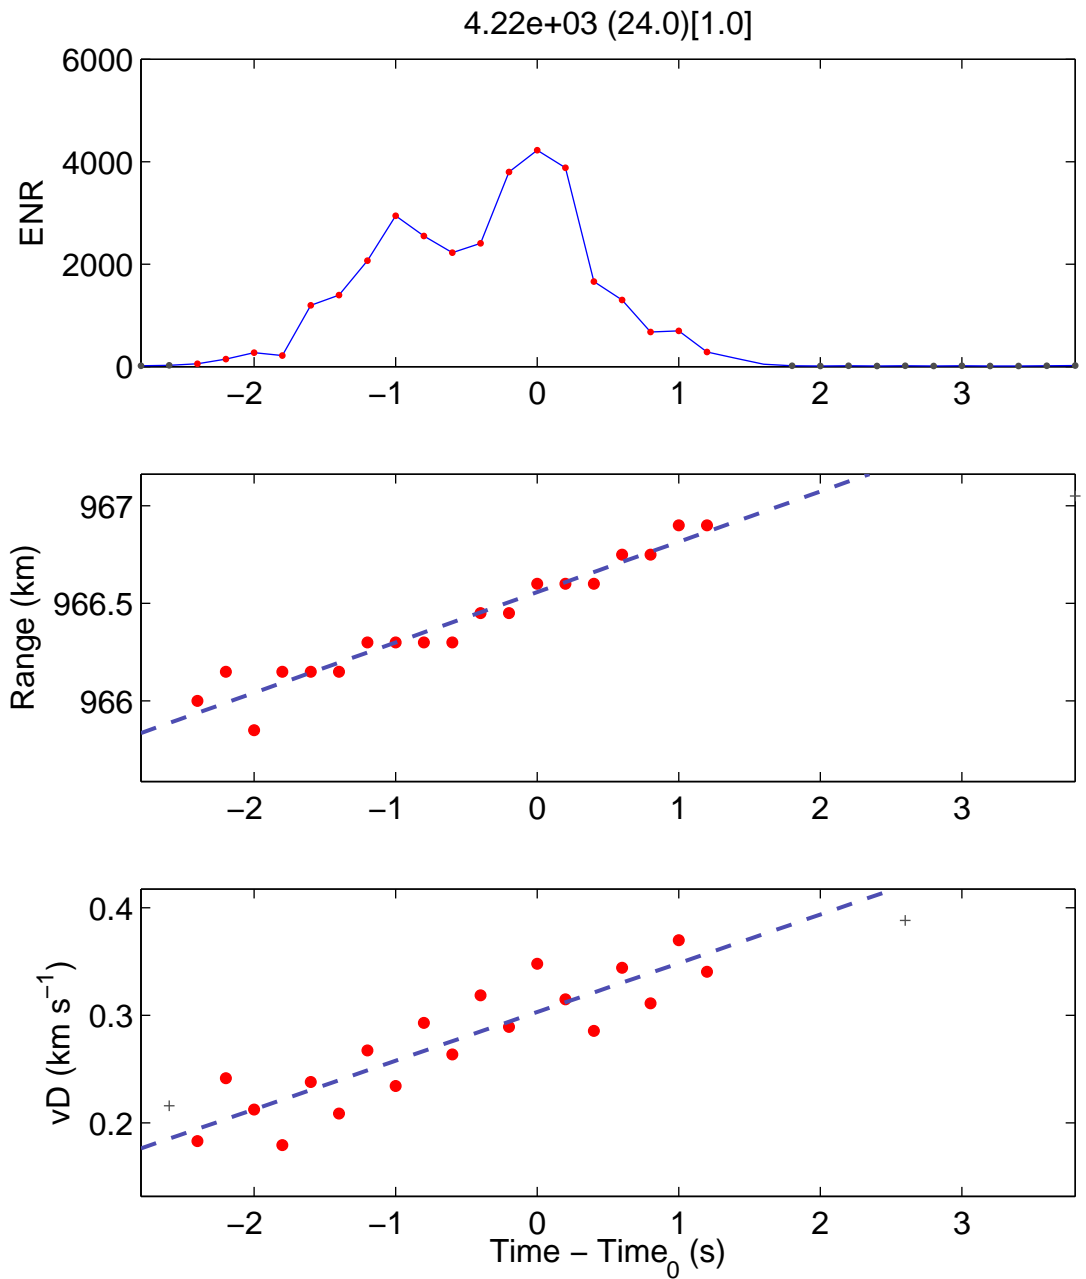 4.22e+03 (24.0)[1.0]
6000
4000
2000
0
ENR
−2 −1 0 1 2 3
967
966.5
966
Range (km)
−2 −1 0 1 2 3
0.4
0.3
0.2
vD (km s⁻¹)
−2 −1 0 1 2 3
Time − Time₀ (s)